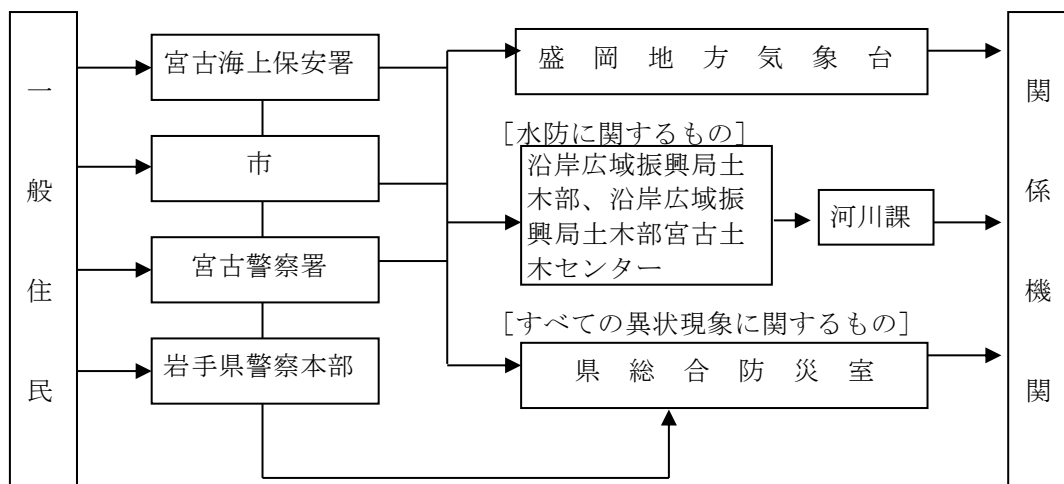 一般住民
宮古海上保安署
市
宮古警察署
岩手県警察本部
盛岡地方気象台
[水防に関するもの]
沿岸広域振興局土
木部、沿岸広域振
興局土木部宮古土
木センター
河川課
[すべての異状現象に関するもの]
県総合防災室
関係機関